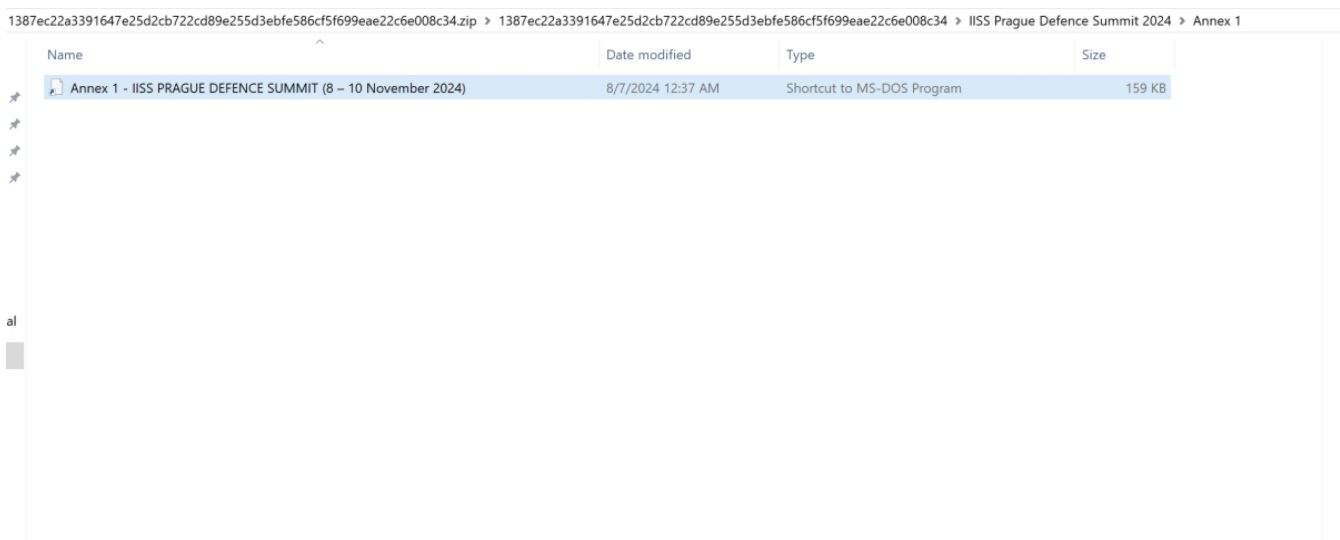 1387ec22a3391647e25d2cb722cd89e255d3ebfe586cf5f699eae22c6e008c34.zip > 1387ec22a3391647e25d2cb722cd89e255d3ebfe586cf5f699eae22c6e008c34 > IISS Prague Defence Summit 2024 > Annex 1
Name Date modified Type Size
Annex 1 - IISS PRAGUE DEFENCE SUMMIT (8 – 10 November 2024) 8/7/2024 12:37 AM Shortcut to MS-DOS Program 159 KB
al